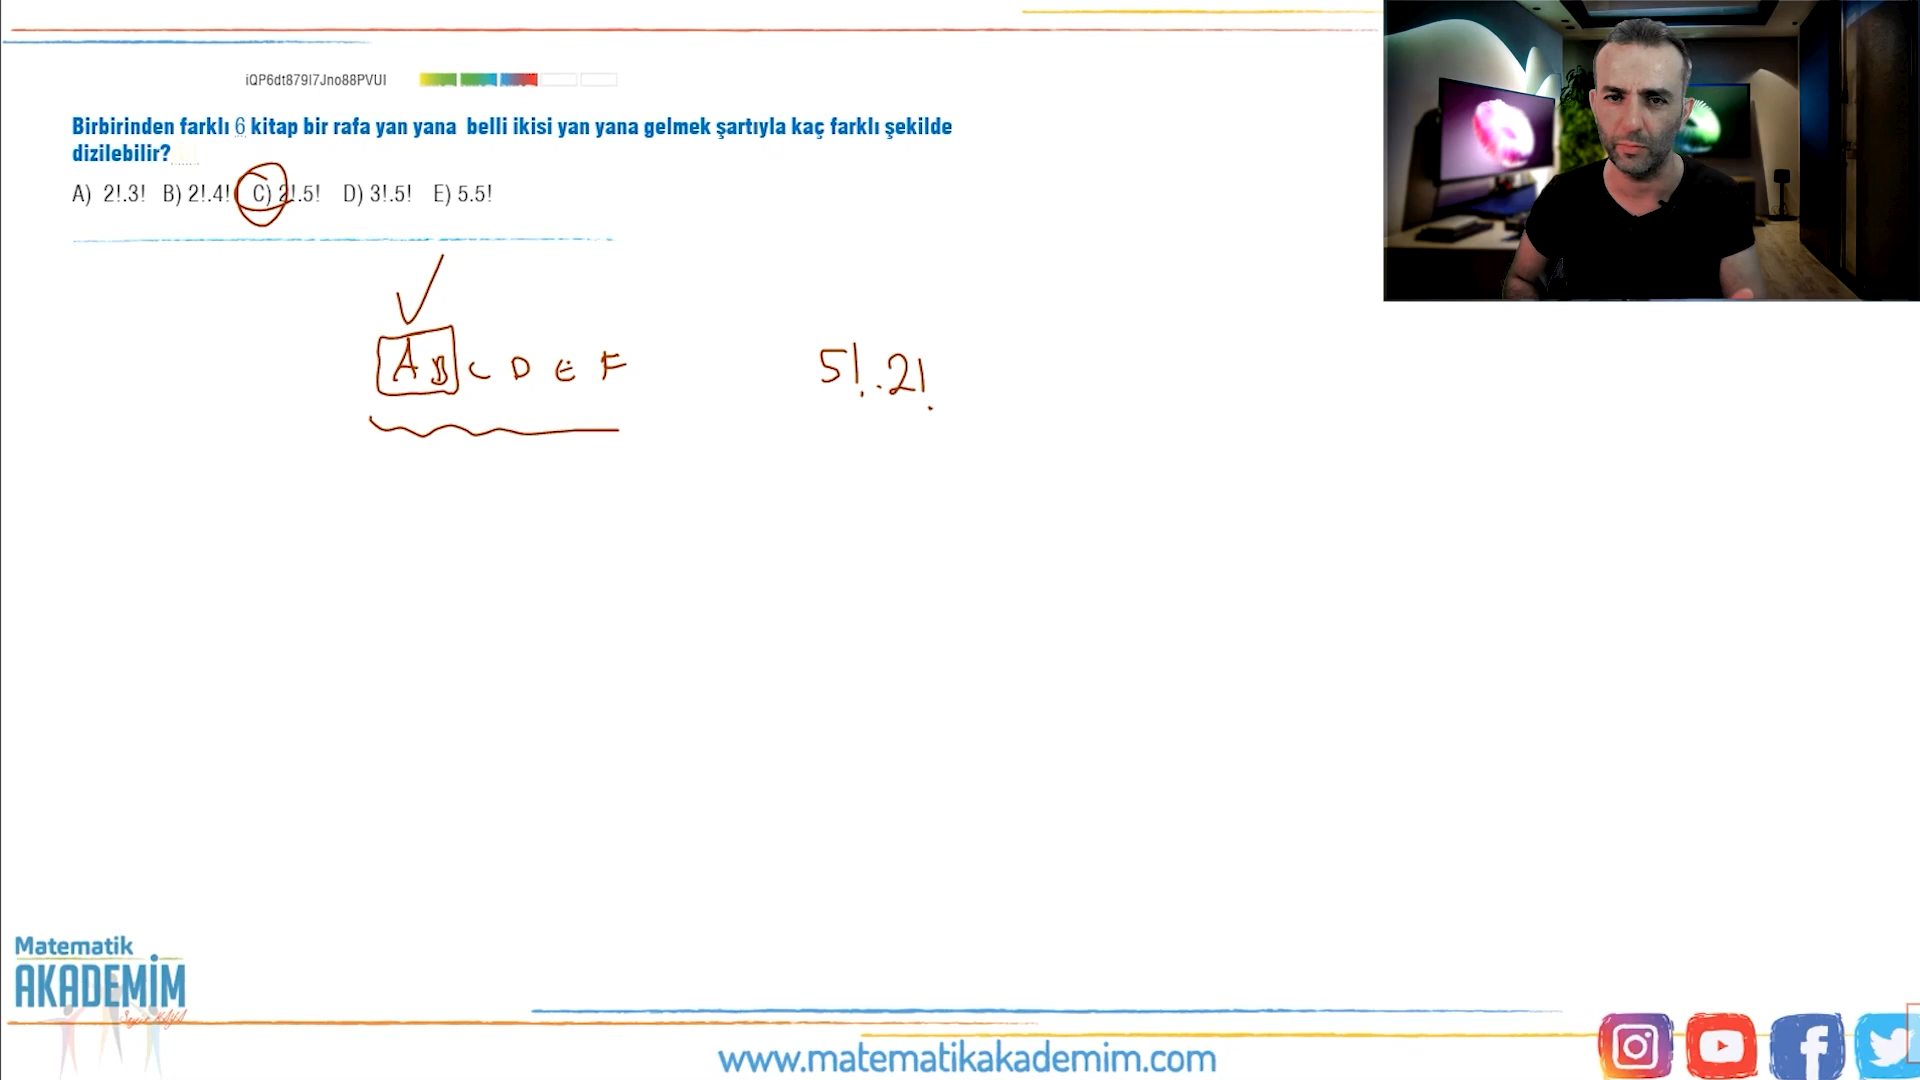 iQP6dt879I7Jno88PVUI
Birbirinden farklı 6 kitap bir rafa yan yana belli ikisi yan yana gelmek şartıyla kaç farklı şekilde
dizilebilir?
A) 2!.3! B) 2!.4! C) 2!.5! D) 3!.5! E) 5.5!
A B C D E F
5!.2!
Matematik
AKADEMİM
www.matematikakademim.com